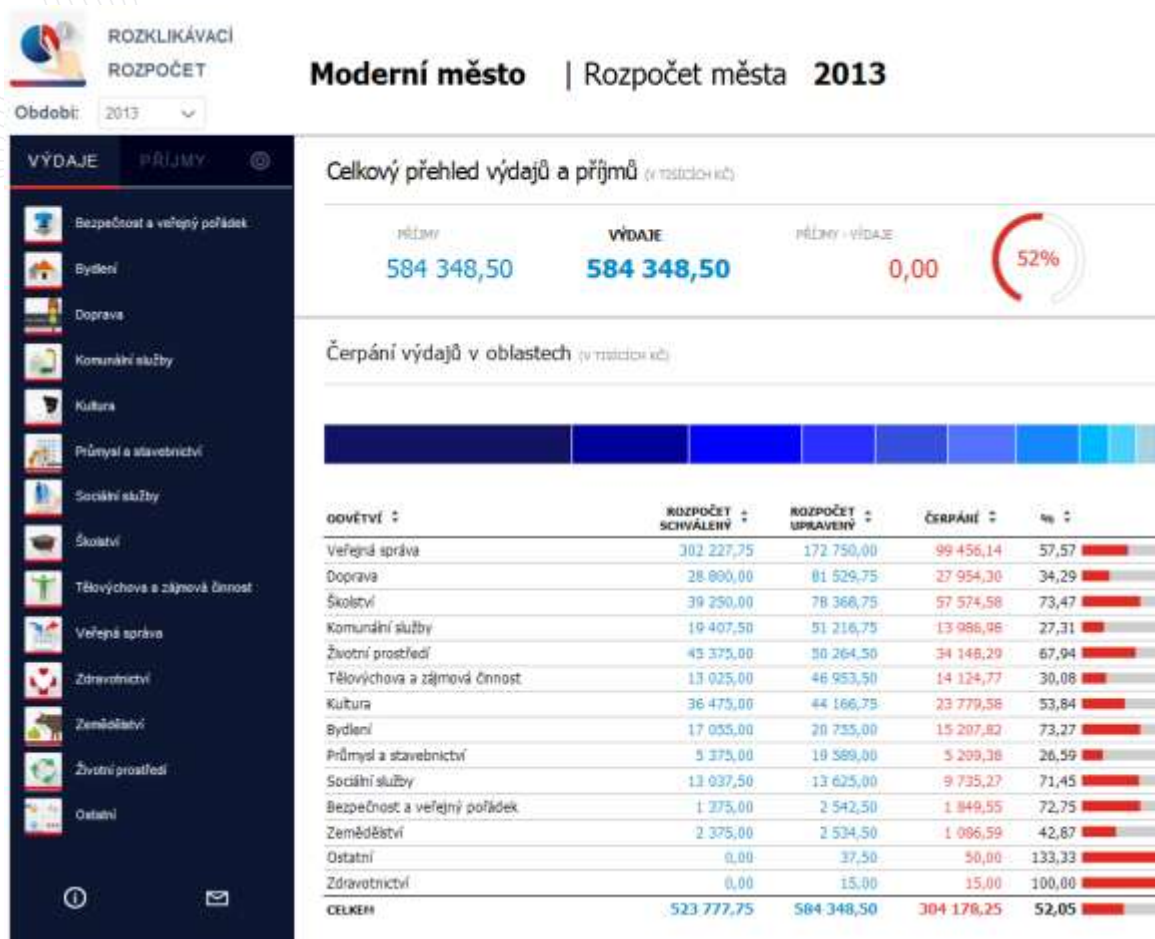 ROZKLIKÁVACÍ
ROZPOČET
Moderní město | Rozpočet města 2013
Období: 2013
VÝDAJE PŘÍJMY
Bezpečnost a veřejný pořádek
Bydlení
Doprava
Komunální služby
Kultura
Průmysl a stavebnictví
Sociální služby
Školství
Tělovýchova a zájmová činnost
Veřejná správa
Zdravotnictví
Zemědělství
Životní prostředí
Ostatní
Celkový přehled výdajů a příjmů (V TISÍCÍCH KČ)
PŘÍJMY VÝDAJE PŘÍJMY - VÝDAJE
584 348,50 584 348,50 0,00 52%
Čerpání výdajů v oblastech (V TISÍCÍCH KČ)
ODVĚTVÍ ROZPOČET SCHVÁLENÝ ROZPOČET UPRAVENÝ ČERPÁNÍ %
Veřejná správa 302 227,75 172 750,00 99 456,14 57,57
Doprava 28 800,00 81 529,75 27 954,30 34,29
Školství 39 250,00 78 368,75 57 574,58 73,47
Komunální služby 19 407,50 51 216,75 13 986,98 27,31
Životní prostředí 45 375,00 50 264,50 34 148,29 67,94
Tělovýchova a zájmová činnost 13 025,00 46 953,50 14 124,77 30,08
Kultura 36 475,00 44 166,75 23 779,58 53,84
Bydlení 17 055,00 20 755,00 15 207,82 73,27
Průmysl a stavebnictví 5 375,00 19 589,00 5 209,38 26,59
Sociální služby 13 037,50 13 625,00 9 735,27 71,45
Bezpečnost a veřejný pořádek 1 375,00 2 542,50 1 849,55 72,75
Zemědělství 2 375,00 2 534,50 1 086,59 42,87
Ostatní 0,00 37,50 50,00 133,33
Zdravotnictví 0,00 15,00 15,00 100,00
CELKEM 523 777,75 584 348,50 304 178,25 52,05